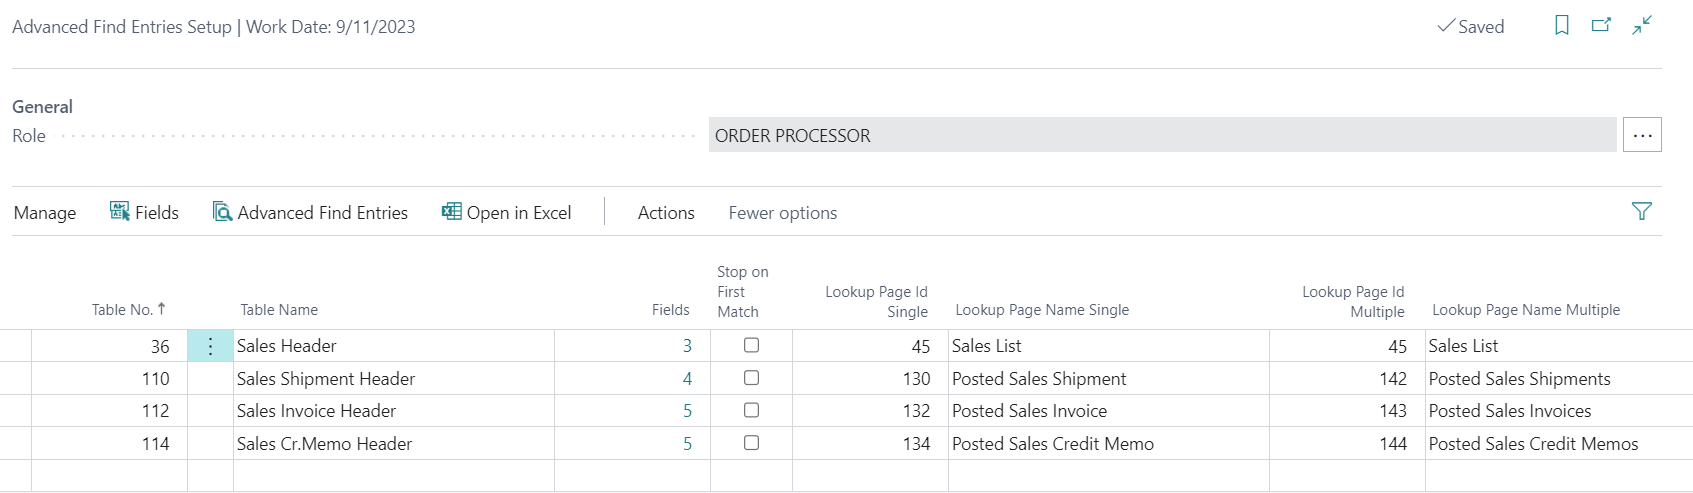 Advanced Find Entries Setup | Work Date: 9/11/2023
Saved
General
Role
ORDER PROCESSOR
Manage Fields Advanced Find Entries Open in Excel Actions Fewer options
Table No. ↑ Table Name Fields Stop on First Match Lookup Page Id Single Lookup Page Name Single Lookup Page Id Multiple Lookup Page Name Multiple
36 Sales Header 3 45 Sales List 45 Sales List
110 Sales Shipment Header 4 130 Posted Sales Shipment 142 Posted Sales Shipments
112 Sales Invoice Header 5 132 Posted Sales Invoice 143 Posted Sales Invoices
114 Sales Cr.Memo Header 5 134 Posted Sales Credit Memo 144 Posted Sales Credit Memos